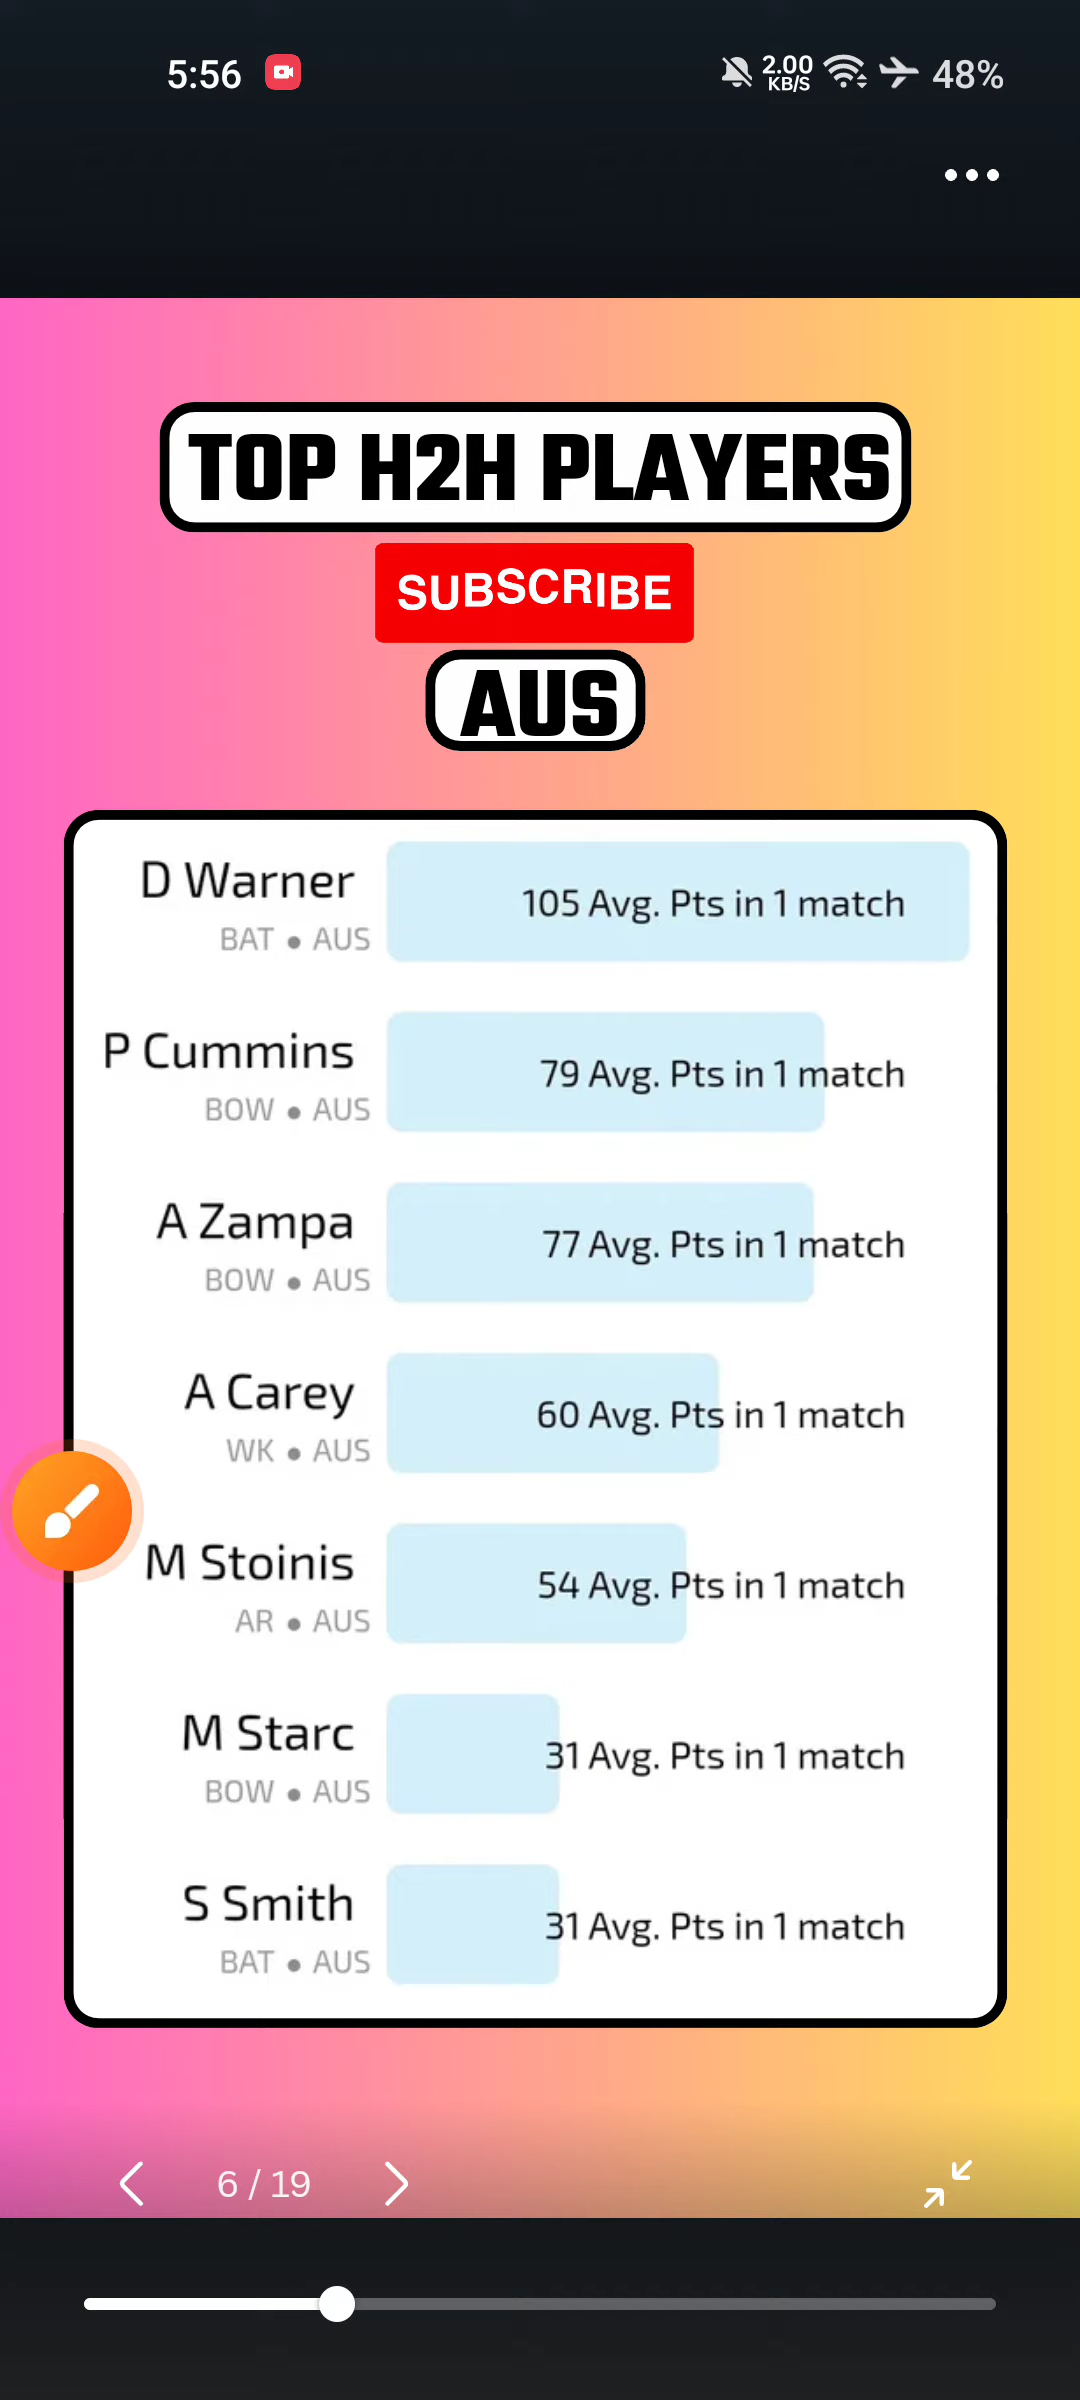 5:56
2.00
KB/S
48%
TOP H2H PLAYERS
SUBSCRIBE
AUS
D Warner
105 Avg. Pts in 1 match
BAT • AUS
P Cummins
79 Avg. Pts in 1 match
BOW • AUS
A Zampa
77 Avg. Pts in 1 match
BOW • AUS
A Carey
60 Avg. Pts in 1 match
WK • AUS
M Stoinis
54 Avg. Pts in 1 match
AR • AUS
M Starc
31 Avg. Pts in 1 match
BOW • AUS
S Smith
31 Avg. Pts in 1 match
BAT • AUS
6 / 19